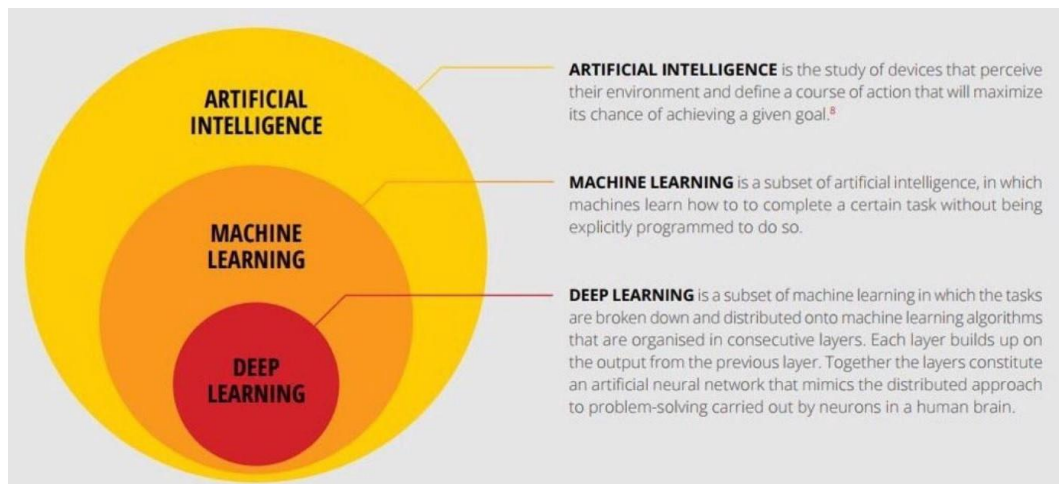 ARTIFICIAL
INTELLIGENCE
MACHINE
LEARNING
DEEP
LEARNING
ARTIFICIAL INTELLIGENCE is the study of devices that perceive
their environment and define a course of action that will maximize
its chance of achieving a given goal.8
MACHINE LEARNING is a subset of artificial intelligence, in which
machines learn how to to complete a certain task without being
explicitly programmed to do so.
DEEP LEARNING is a subset of machine learning in which the tasks
are broken down and distributed onto machine learning algorithms
that are organised in consecutive layers. Each layer builds up on
the output from the previous layer. Together the layers constitute
an artificial neural network that mimics the distributed approach
to problem-solving carried out by neurons in a human brain.